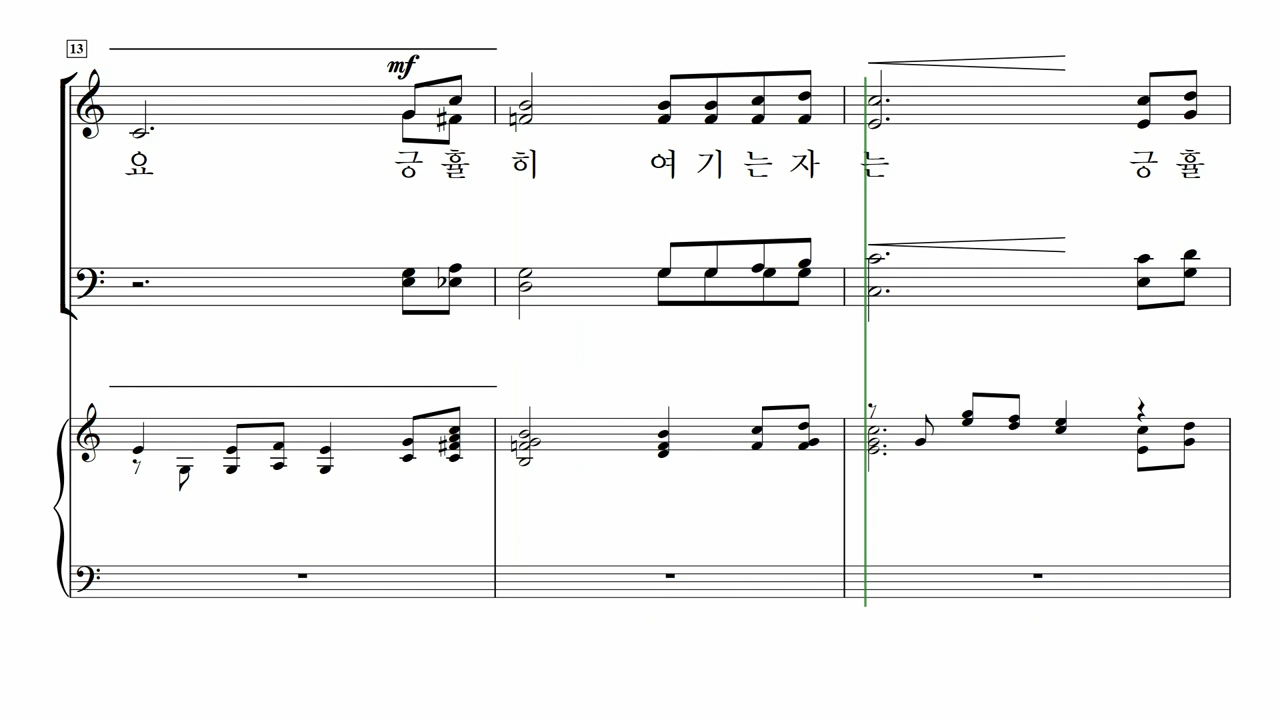 13
mf
요 긍 휼 히 여 기 는 자 는 긍 휼